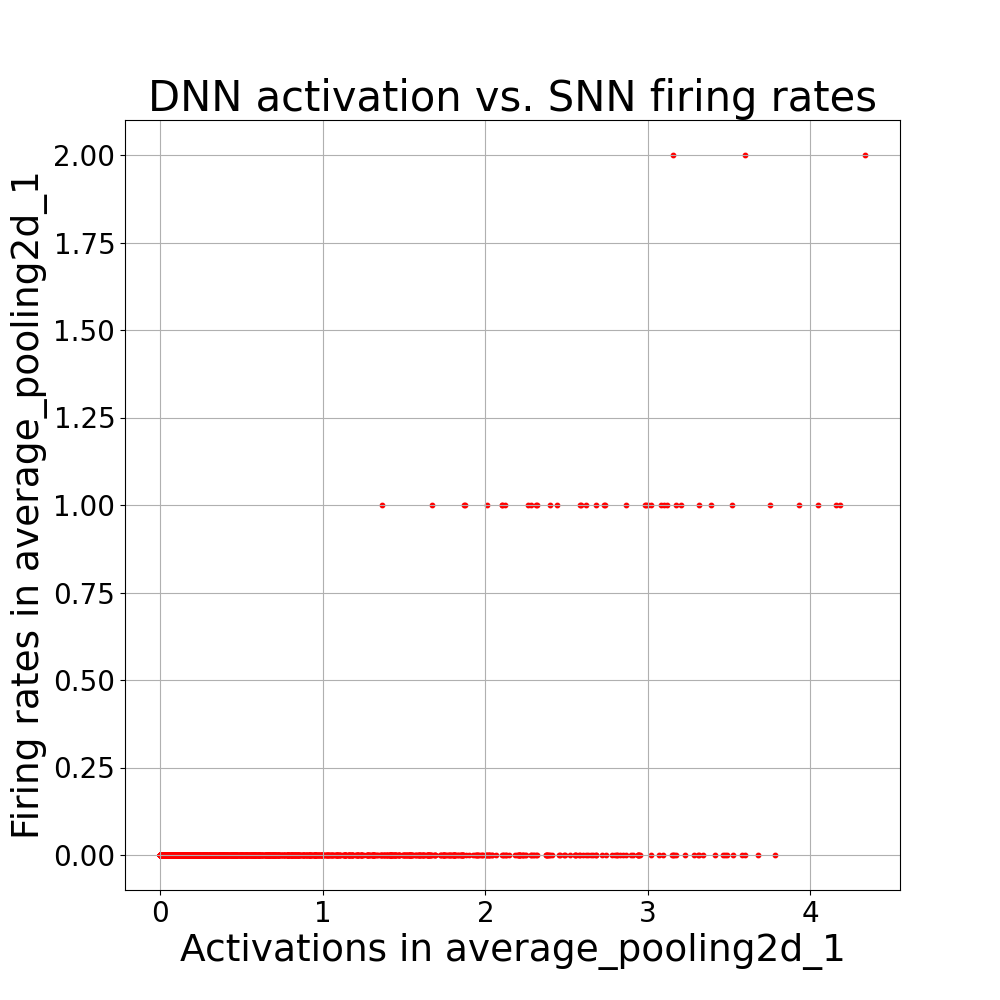 DNN activation vs. SNN firing rates
Firing rates in average_pooling2d_1
2.00
1.75
1.50
1.25
1.00
0.75
0.50
0.25
0.00
0 1 2 3 4
Activations in average_pooling2d_1